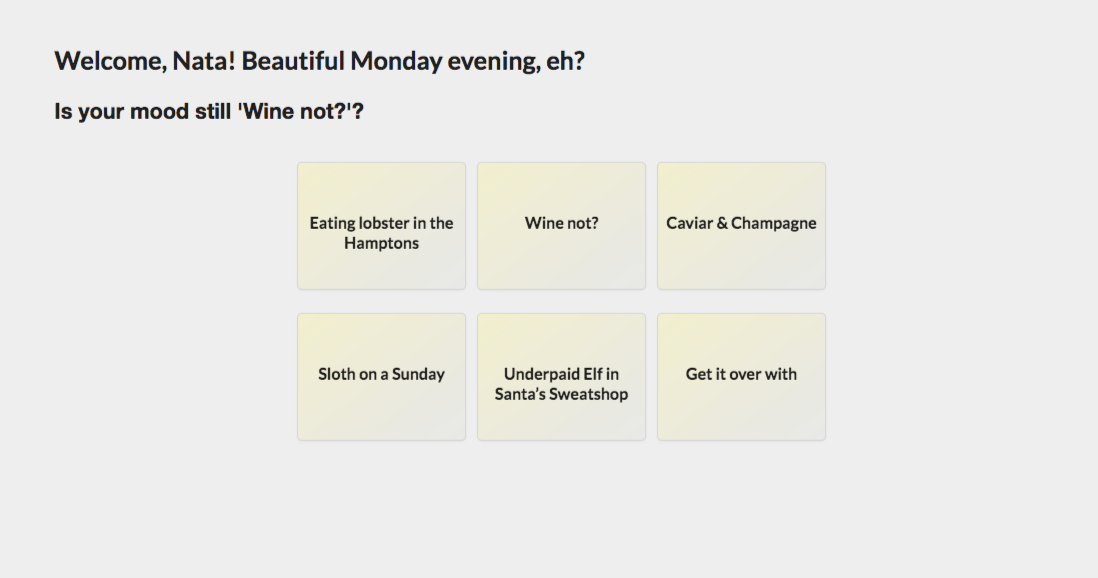 Welcome, Nata! Beautiful Monday evening, eh?
Is your mood still 'Wine not?'?
Eating lobster in the
Hamptons
Wine not?
Caviar & Champagne
Sloth on a Sunday
Underpaid Elf in
Santa’s Sweatshop
Get it over with